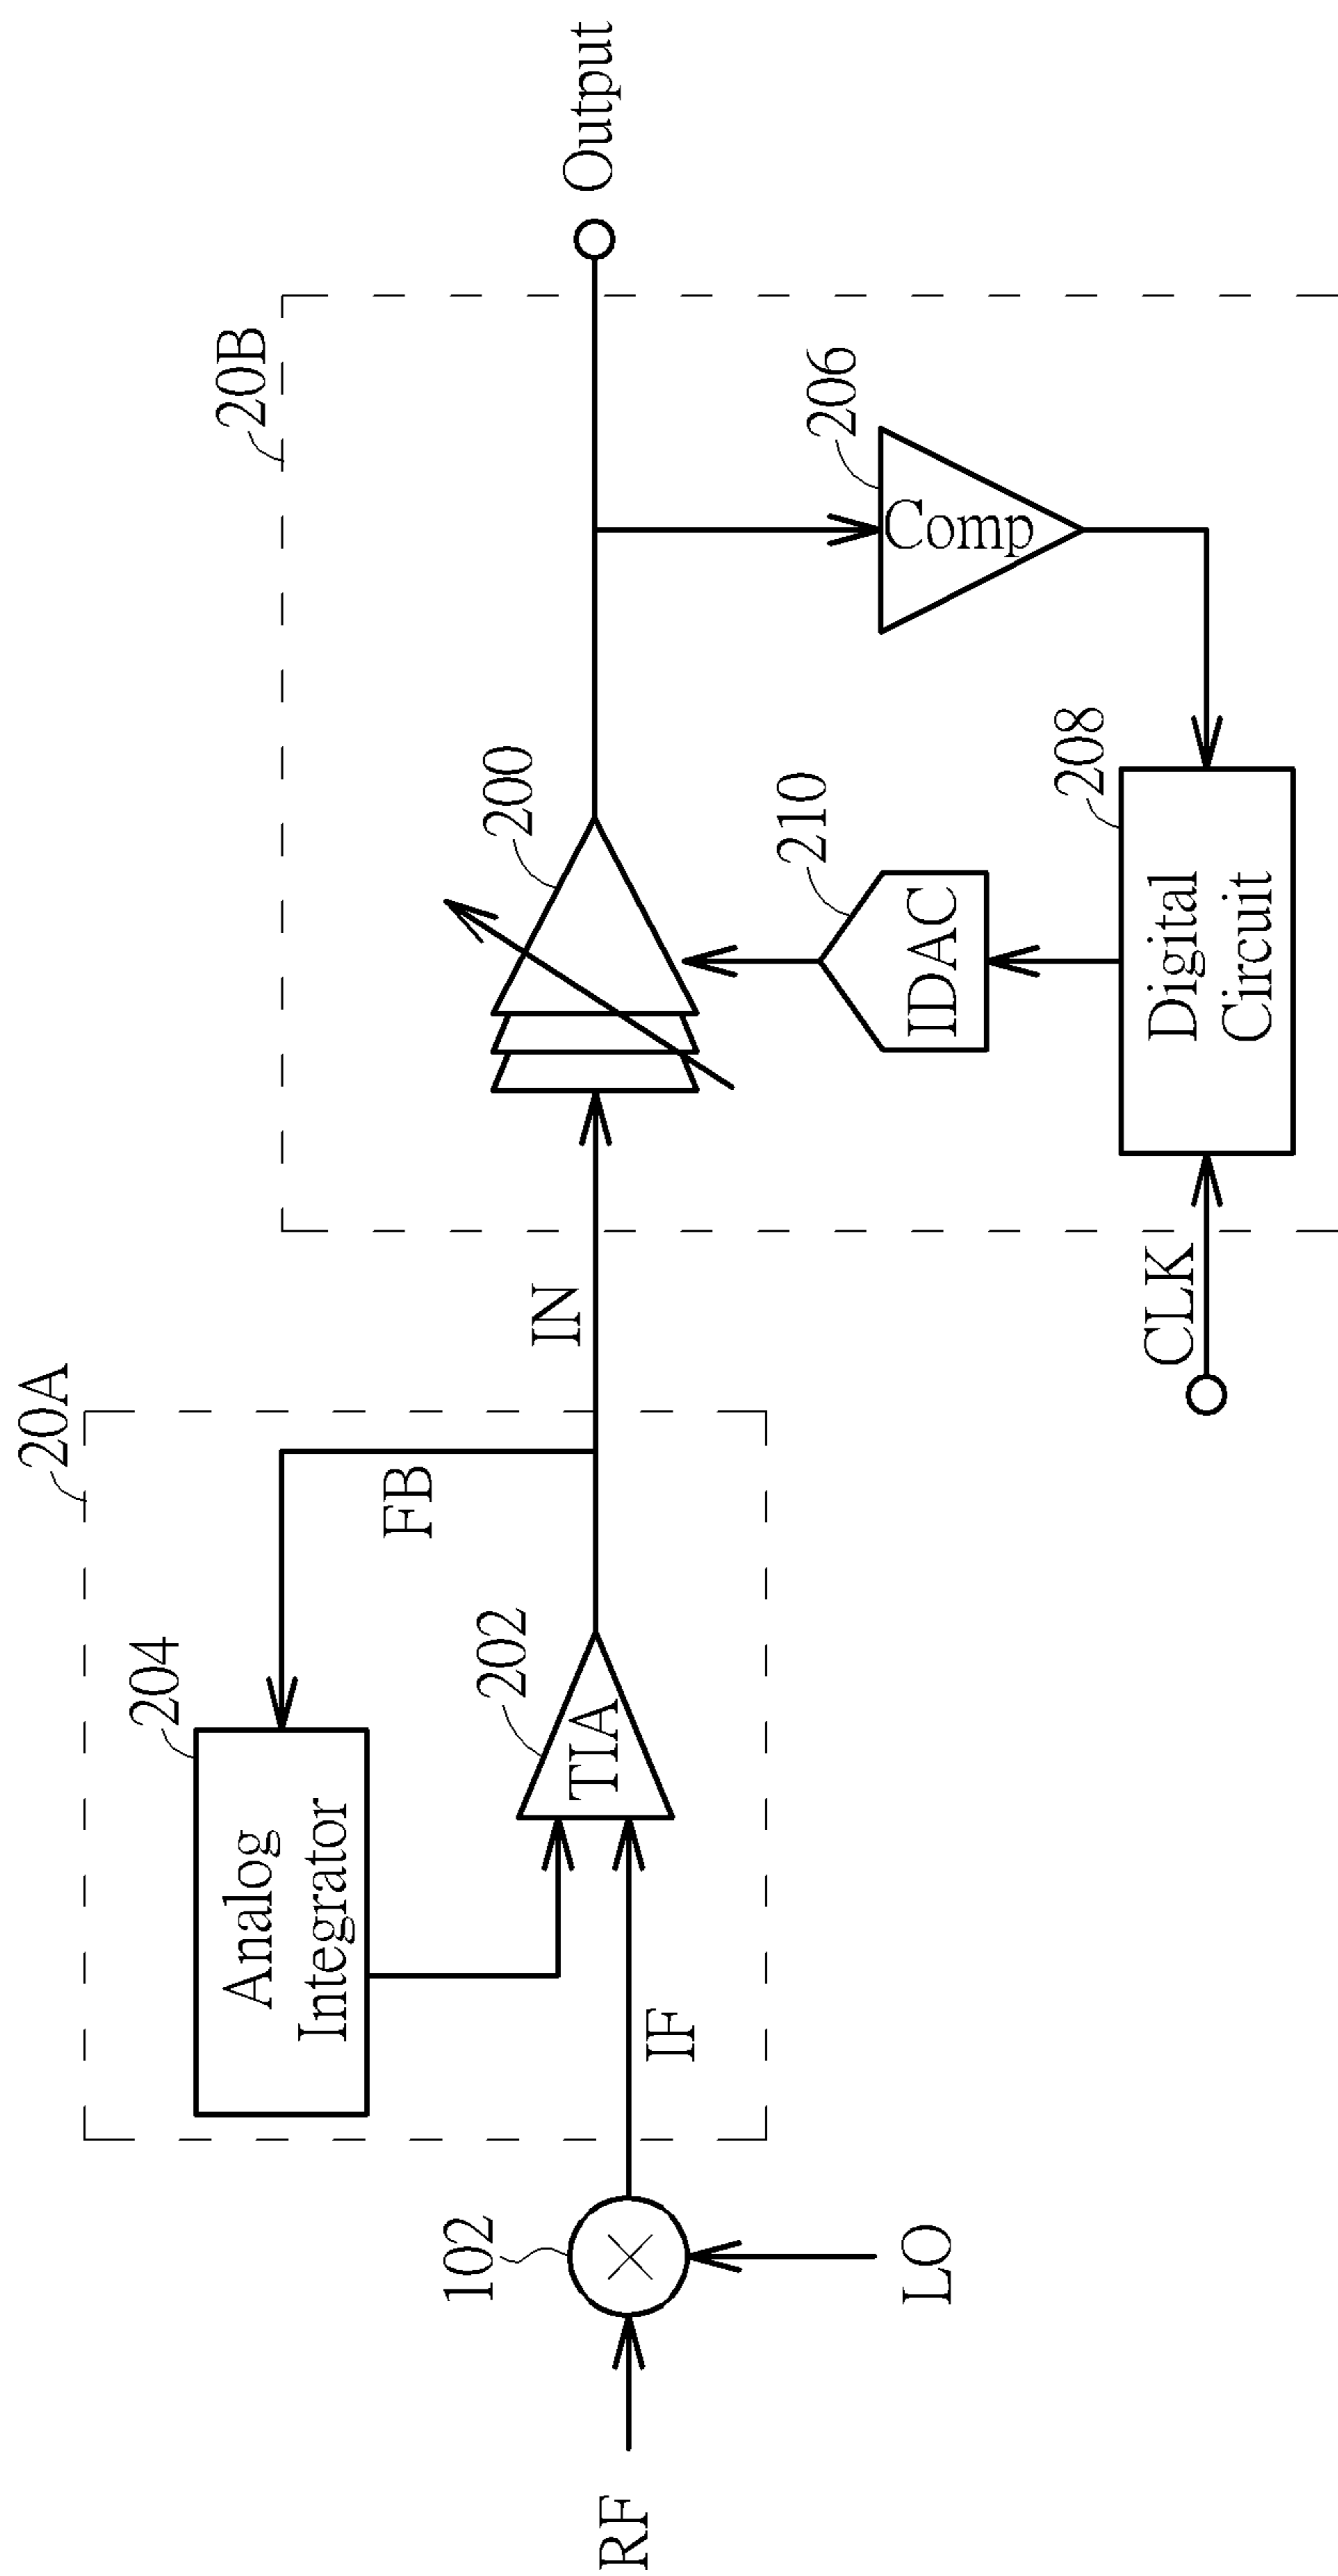 20A
204
Analog
Integrator
FB
202
TIA
102
RF
IF
LO
IN
20B
200
Output
210
IDAC
206
Comp
208
Digital
Circuit
CLK